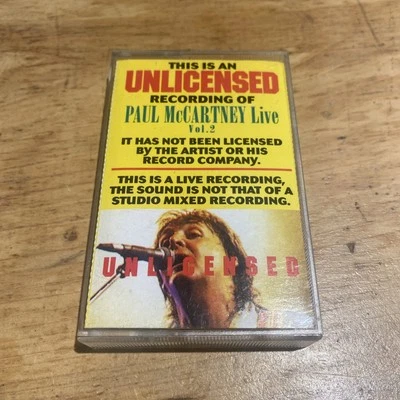 THIS IS AN
UNLICENSED
RECORDING OF
PAUL McCARTNEY Live
Vol.2
IT HAS NOT BEEN LICENSED
BY THE ARTIST OR HIS
RECORD COMPANY.
THIS IS A LIVE RECORDING,
THE SOUND IS NOT THAT OF A
STUDIO MIXED RECORDING.
UNLICENSED